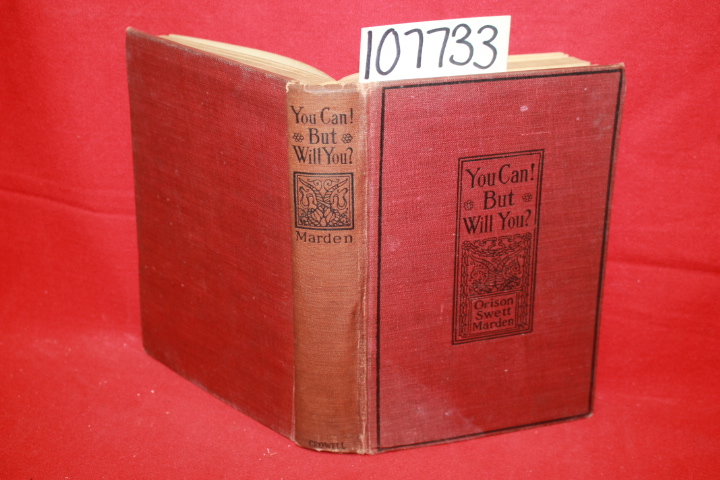 107733
You Can!
But
Will You?
Marden
CROWELL
You Can!
But
Will You?
Orison
Swett
Marden